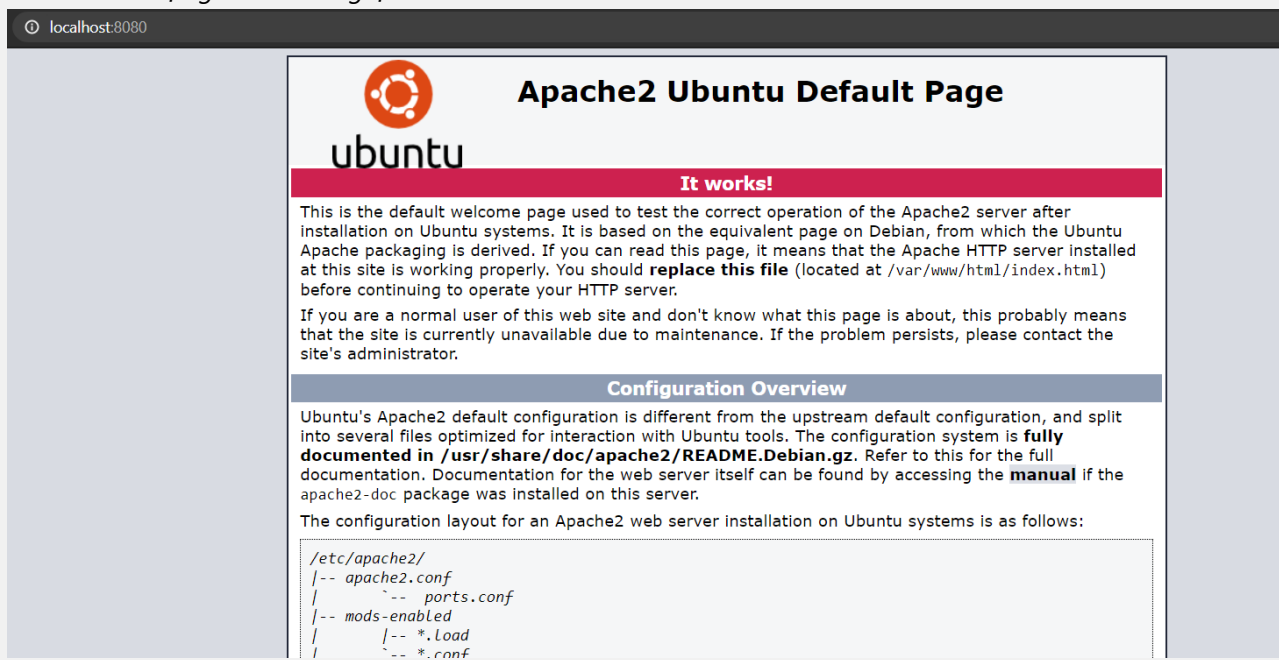 localhost:8080
Apache2 Ubuntu Default Page
ubuntu
It works!
This is the default welcome page used to test the correct operation of the Apache2 server after
installation on Ubuntu systems. It is based on the equivalent page on Debian, from which the Ubuntu
Apache packaging is derived. If you can read this page, it means that the Apache HTTP server installed
at this site is working properly. You should replace this file (located at /var/www/html/index.html)
before continuing to operate your HTTP server.
If you are a normal user of this web site and don't know what this page is about, this probably means
that the site is currently unavailable due to maintenance. If the problem persists, please contact the
site's administrator.
Configuration Overview
Ubuntu's Apache2 default configuration is different from the upstream default configuration, and split
into several files optimized for interaction with Ubuntu tools. The configuration system is fully
documented in /usr/share/doc/apache2/README.Debian.gz. Refer to this for the full
documentation. Documentation for the web server itself can be found by accessing the manual if the
apache2-doc package was installed on this server.
The configuration layout for an Apache2 web server installation on Ubuntu systems is as follows:
/etc/apache2/
|-- apache2.conf
|       `--  ports.conf
|-- mods-enabled
|       |-- *.load
|       `-- *.conf